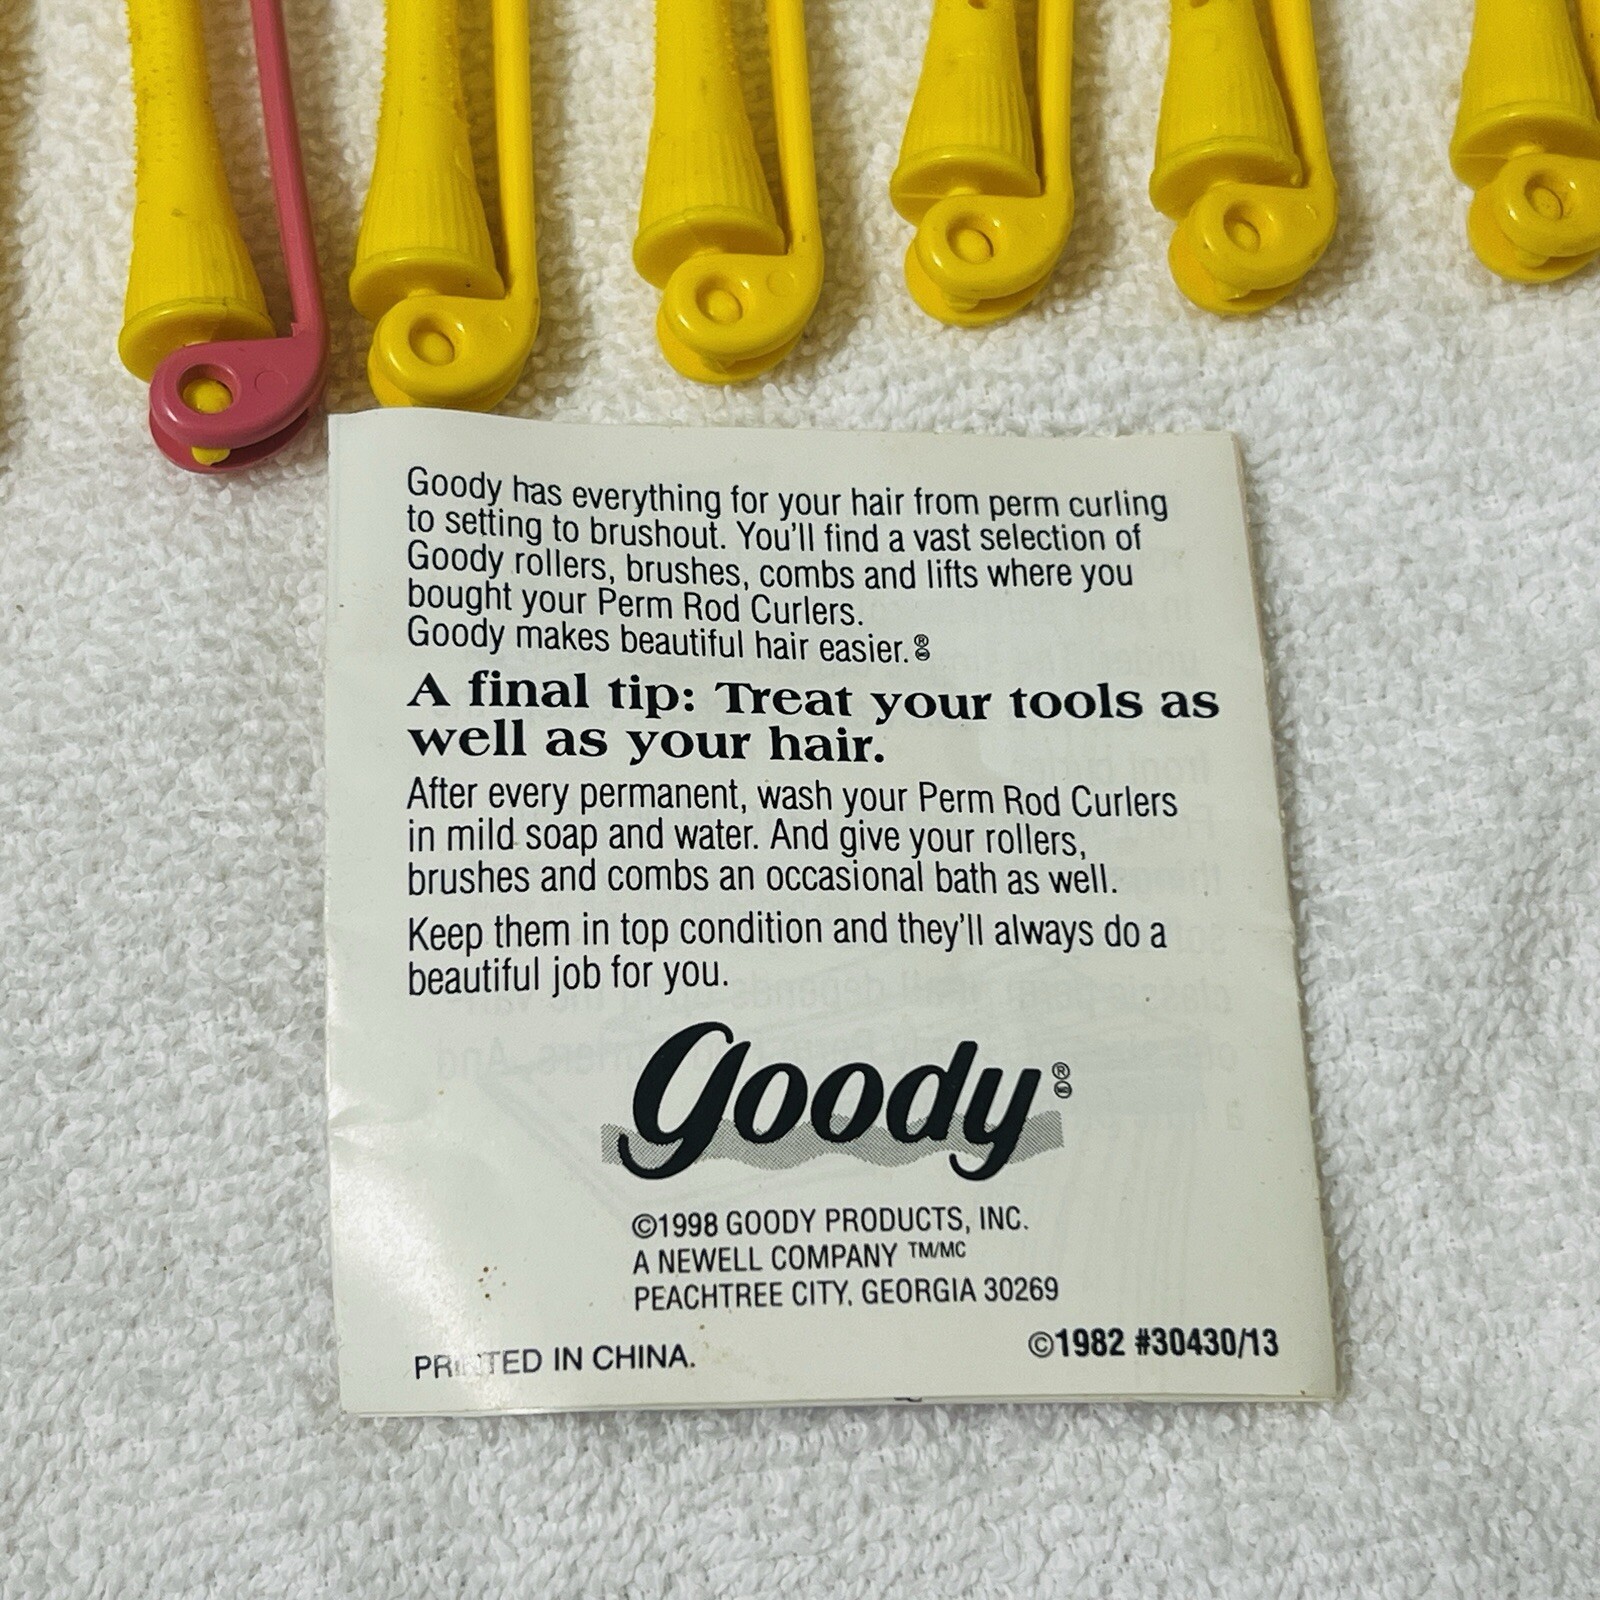 Goody has everything for your hair from perm curling
to setting to brushout. You'll find a vast selection of
Goody rollers, brushes, combs and lifts where you
bought your Perm Rod Curlers.
Goody makes beautiful hair easier.®
A final tip: Treat your tools as
well as your hair.
After every permanent, wash your Perm Rod Curlers
in mild soap and water. And give your rollers,
brushes and combs an occasional bath as well.
Keep them in top condition and they'll always do a
beautiful job for you.
goody®
©1998 GOODY PRODUCTS, INC.
A NEWELL COMPANY TM/MC
PEACHTREE CITY, GEORGIA 30269
©1982 #30430/13
PRINTED IN CHINA.